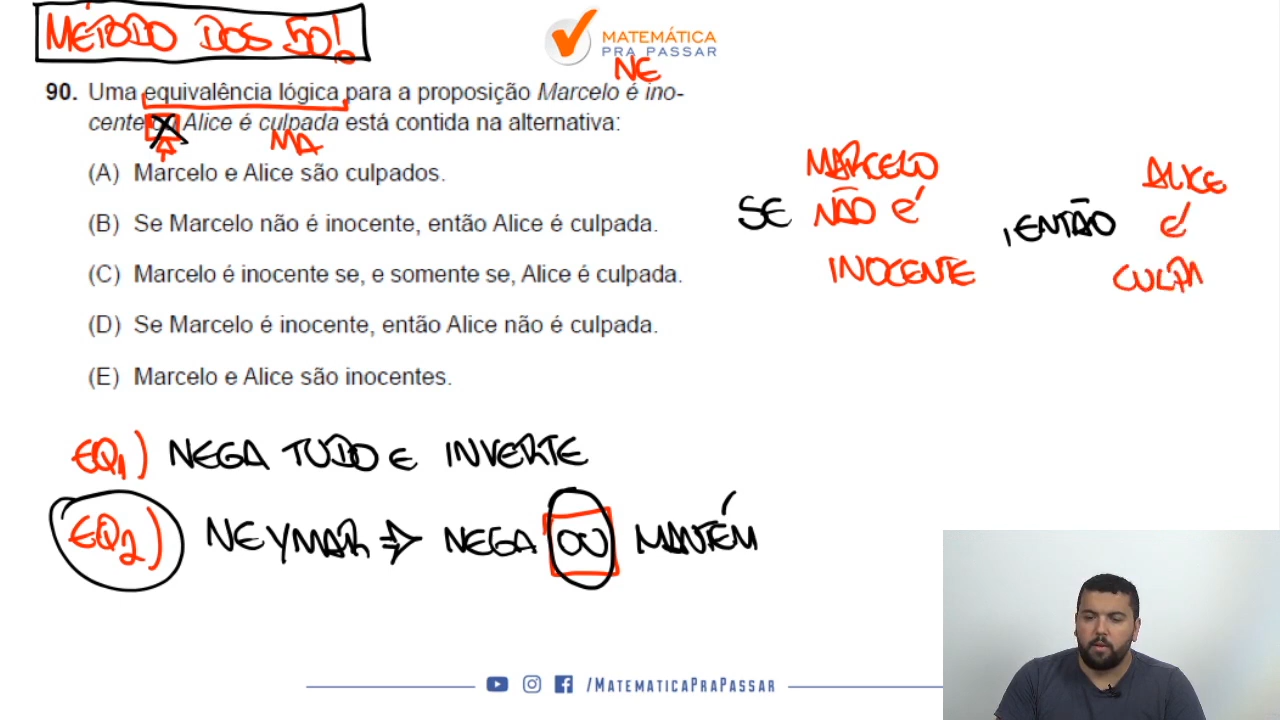 MÉTODO DOS 50!
MATEMÁTICA
PRA PASSAR
NE
90. Uma equivalência lógica para a proposição Marcelo é ino-
cente ou Alice é culpada está contida na alternativa:
MA
(A) Marcelo e Alice são culpados.
(B) Se Marcelo não é inocente, então Alice é culpada.
(C) Marcelo é inocente se, e somente se, Alice é culpada.
(D) Se Marcelo é inocente, então Alice não é culpada.
(E) Marcelo e Alice são inocentes.
SE MARCELO NÃO É INOCENTE , ENTÃO ALICE É CULPA
EQ1) NEGA TUDO E INVERTE
EQ2) NEYMAR => NEGA OU MANTÉM
/MATEMATICAPRAPASSAR